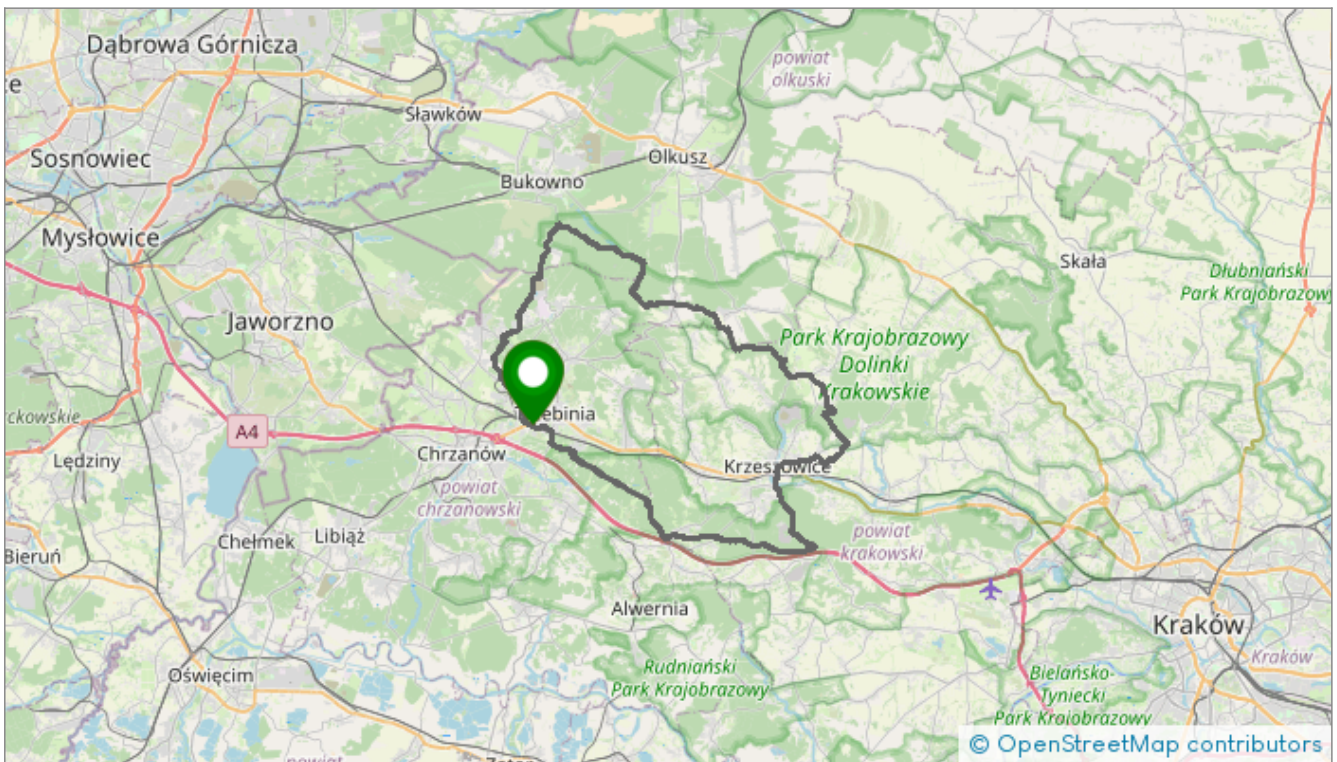 Dąbrowa Górnicza
powiat
olkuski
Sławków
Sosnowiec
Olkusz
Bukowno
Mysłowice
Skała
Dłubniański
Park Krajobrazowy
Jaworzno
Park Krajobrazowy
Dolinki
Krakowskie
A4
Chrzanów
Lędziny
Krzeszowice
powiat
chrzanowski
Chełmek
Libiąż
powiat
krakowski
Bieruń
Alwernia
Kraków
Kraków
Oświęcim
Rudniański
Park Krajobrazowy
Bielańsko-
Tyniecki
Park Krajobrazowy
© OpenStreetMap contributors